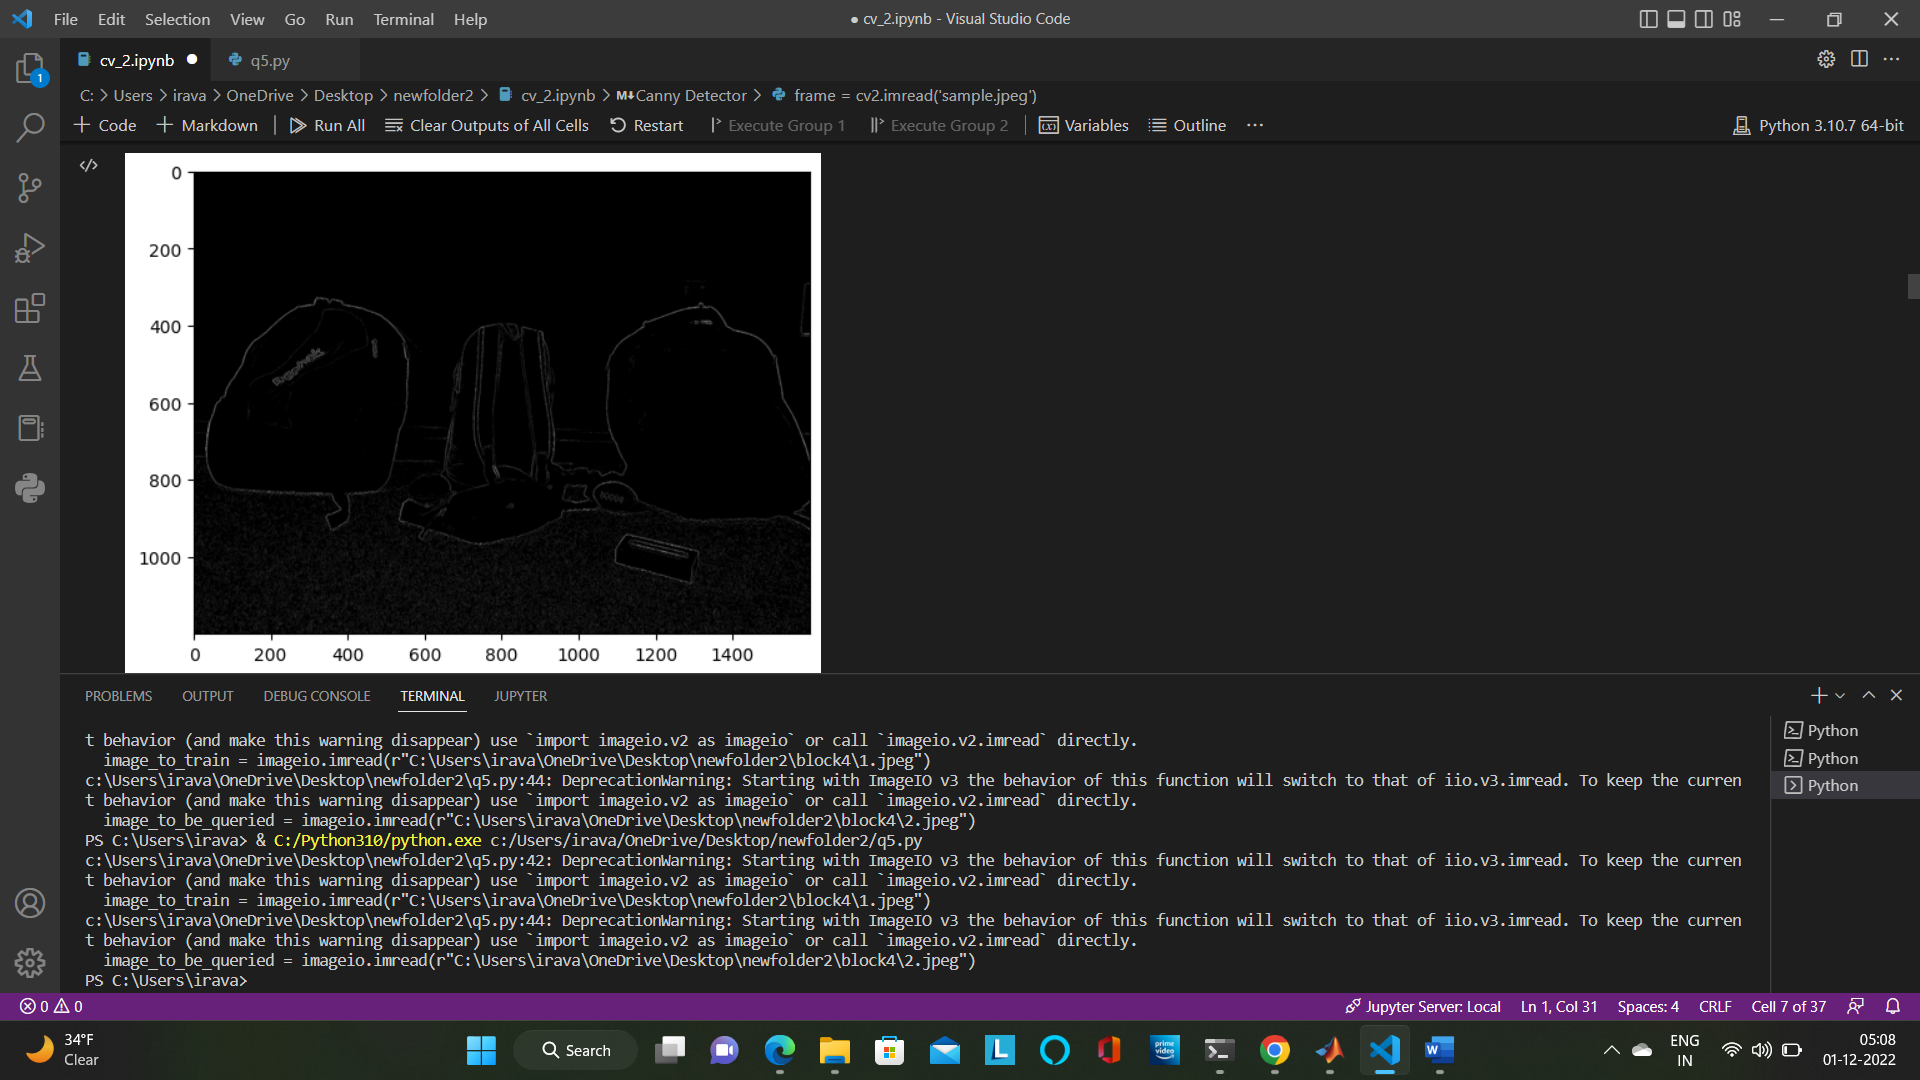 File Edit Selection View Go Run Terminal Help
● cv_2.ipynb - Visual Studio Code
cv_2.ipynb
q5.py
1
C: > Users > irava > OneDrive > Desktop > newfolder2 > cv_2.ipynb > M↓Canny Detector > frame = cv2.imread('sample.jpeg')
+ Code + Markdown | Run All Clear Outputs of All Cells Restart Execute Group 1 Execute Group 2 | (x) Variables Outline ...
Python 3.10.7 64-bit
0
200
400
600
800
1000
0 200 400 600 800 1000 1200 1400
PROBLEMS OUTPUT DEBUG CONSOLE TERMINAL JUPYTER
t behavior (and make this warning disappear) use `import imageio.v2 as imageio` or call `imageio.v2.imread` directly.
image_to_train = imageio.imread(r"C:\Users\irava\OneDrive\Desktop\newfolder2\block4\1.jpeg")
c:\Users\irava\OneDrive\Desktop\newfolder2\q5.py:44: DeprecationWarning: Starting with ImageIO v3 the behavior of this function will switch to that of iio.v3.imread. To keep the curren
t behavior (and make this warning disappear) use `import imageio.v2 as imageio` or call `imageio.v2.imread` directly.
image_to_be_queried = imageio.imread(r"C:\Users\irava\OneDrive\Desktop\newfolder2\block4\2.jpeg")
PS C:\Users\irava> & C:/Python310/python.exe c:/Users/irava/OneDrive/Desktop/newfolder2/q5.py
c:\Users\irava\OneDrive\Desktop\newfolder2\q5.py:42: DeprecationWarning: Starting with ImageIO v3 the behavior of this function will switch to that of iio.v3.imread. To keep the curren
t behavior (and make this warning disappear) use `import imageio.v2 as imageio` or call `imageio.v2.imread` directly.
image_to_train = imageio.imread(r"C:\Users\irava\OneDrive\Desktop\newfolder2\block4\1.jpeg")
c:\Users\irava\OneDrive\Desktop\newfolder2\q5.py:44: DeprecationWarning: Starting with ImageIO v3 the behavior of this function will switch to that of iio.v3.imread. To keep the curren
t behavior (and make this warning disappear) use `import imageio.v2 as imageio` or call `imageio.v2.imread` directly.
image_to_be_queried = imageio.imread(r"C:\Users\irava\OneDrive\Desktop\newfolder2\block4\2.jpeg")
PS C:\Users\irava>
Python
Python
Python
0 0
Jupyter Server: Local Ln 1, Col 31 Spaces: 4 CRLF Cell 7 of 37
34°F
Clear
Search
prime video
ENG
IN
05:08
01-12-2022